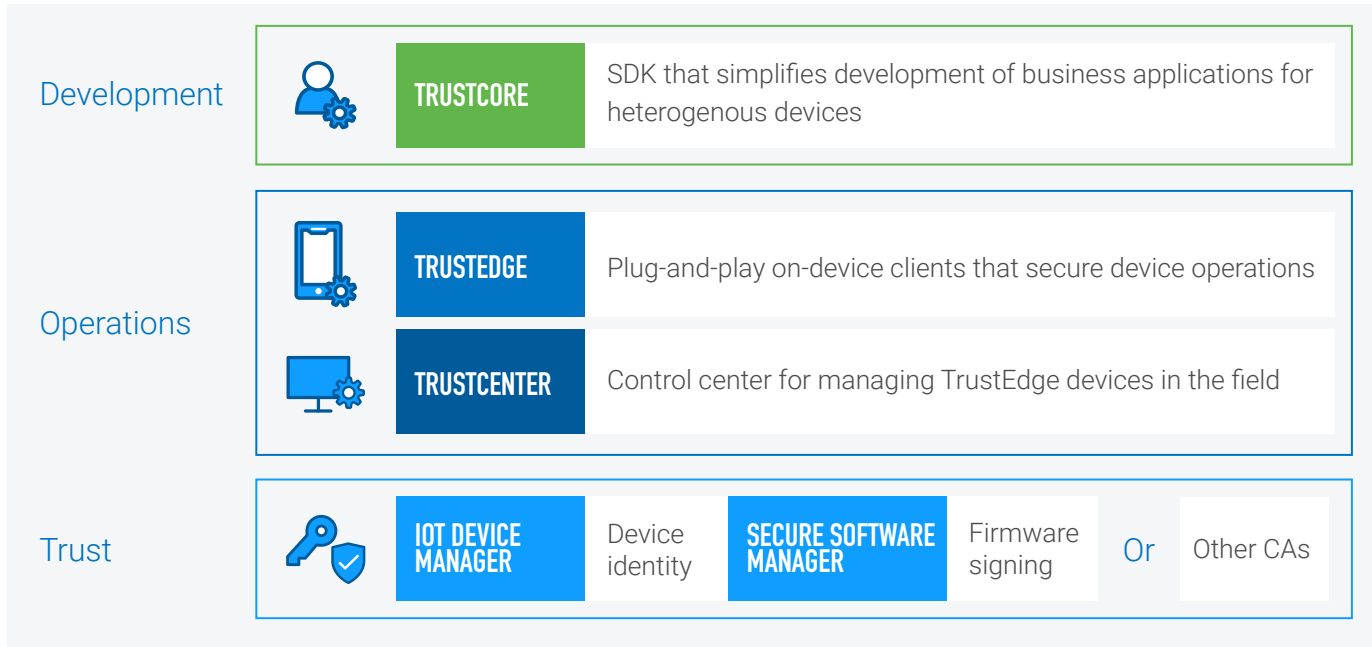 Development
TRUSTCORE
SDK that simplifies development of business applications for
heterogenous devices
Operations
TRUSTEDGE
Plug-and-play on-device clients that secure device operations
TRUSTCENTER
Control center for managing TrustEdge devices in the field
Trust
IOT DEVICE
MANAGER
Device
identity
SECURE SOFTWARE
MANAGER
Firmware
signing
Or
Other CAs